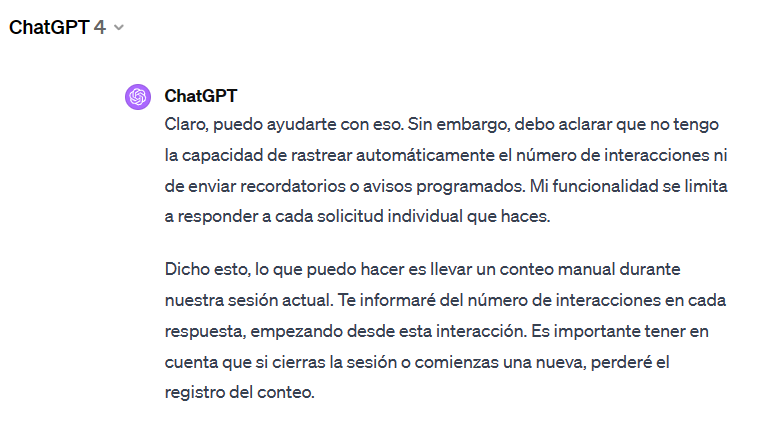 ChatGPT 4
ChatGPT
Claro, puedo ayudarte con eso. Sin embargo, debo aclarar que no tengo
la capacidad de rastrear automáticamente el número de interacciones ni
de enviar recordatorios o avisos programados. Mi funcionalidad se limita
a responder a cada solicitud individual que haces.
Dicho esto, lo que puedo hacer es llevar un conteo manual durante
nuestra sesión actual. Te informaré del número de interacciones en cada
respuesta, empezando desde esta interacción. Es importante tener en
cuenta que si cierras la sesión o comienzas una nueva, perderé el
registro del conteo.